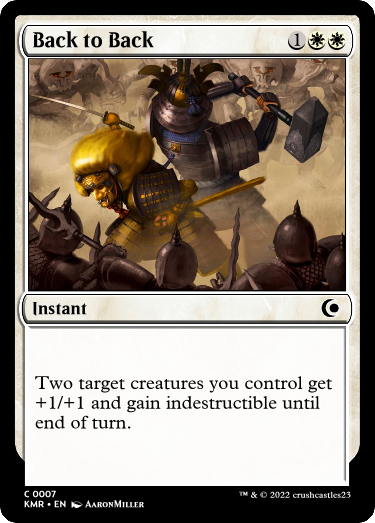 Back to Back 1
Instant
Two target creatures you control get
+1/+1 and gain indestructible until
end of turn.
C 0007
KMR • EN AaronMiller
™ & © 2022 crushcastles23